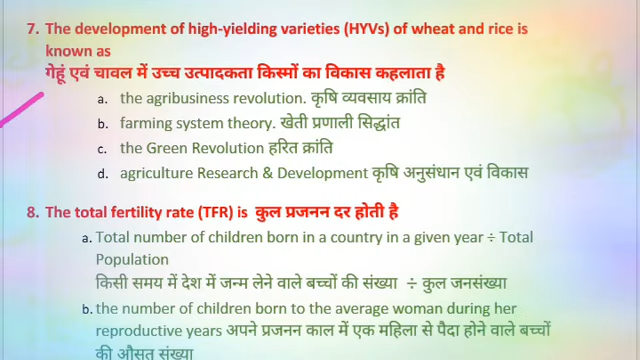 7. The development of high-yielding varieties (HYVs) of wheat and rice is
known as
गेहूं एवं चावल में उच्च उत्पादकता किस्मों का विकास कहलाता है
a. the agribusiness revolution. कृषि व्यवसाय क्रांति
b. farming system theory. खेती प्रणाली सिद्धांत
c. the Green Revolution हरित क्रांति
d. agriculture Research & Development कृषि अनुसंधान एवं विकास
8. The total fertility rate (TFR) is कुल प्रजनन दर होती है
a. Total number of children born in a country in a given year ÷ Total
Population
किसी समय में देश में जन्म लेने वाले बच्चों की संख्या ÷ कुल जनसंख्या
b. the number of children born to the average woman during her
reproductive years अपने प्रजनन काल में एक महिला से पैदा होने वाले बच्चों
की औसत संख्या